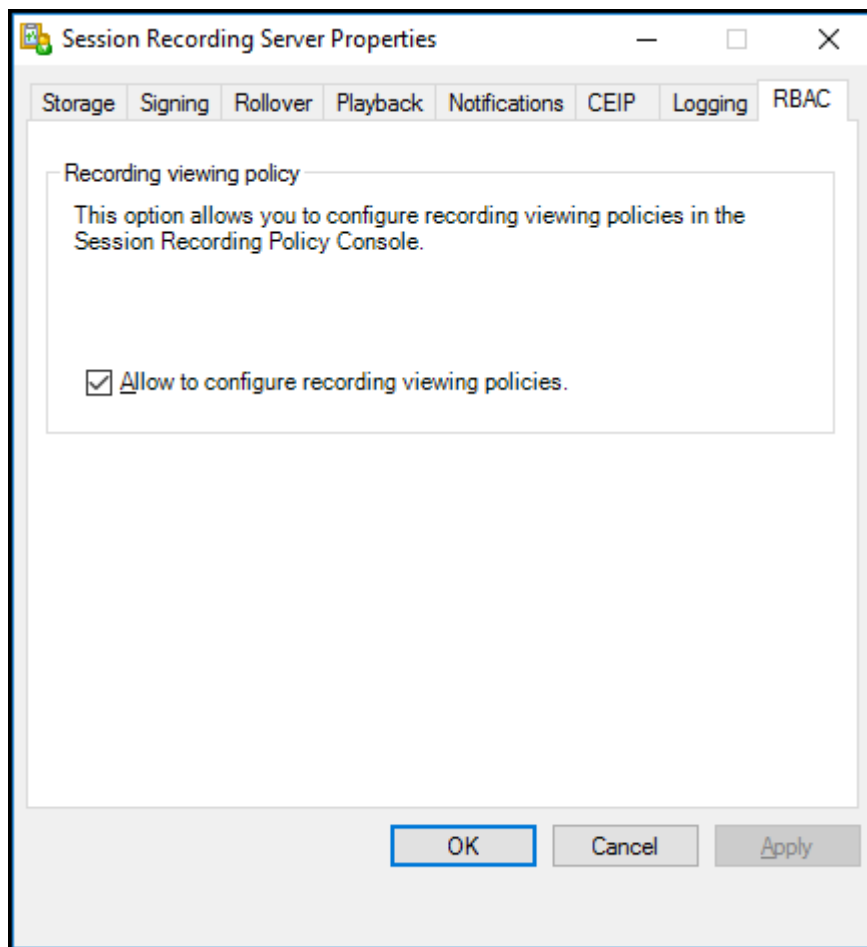 Session Recording Server Properties
Storage Signing Rollover Playback Notifications CEIP Logging RBAC
Recording viewing policy
This option allows you to configure recording viewing policies in the
Session Recording Policy Console.
Allow to configure recording viewing policies.
OK Cancel Apply